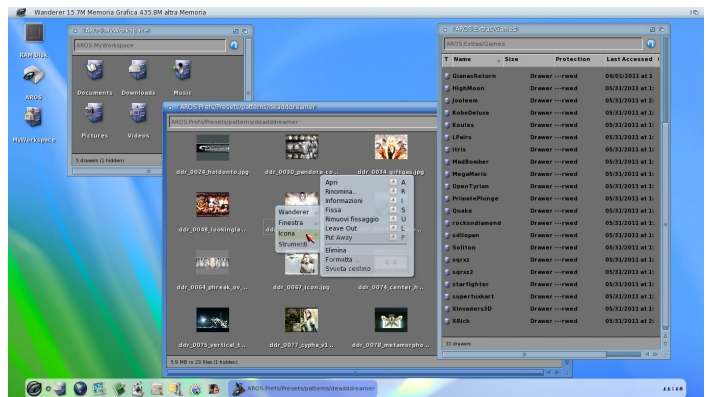 Wanderer 15.7M Memoria Grafica 435.8M altra Memoria
RAM Disk
AROS
MyWorkspace
AROS:MyWorkspace
AROS:MyWorkspace
Documents Downloads Music
Pictures Videos
5 drawers (1 hidden)
AROS:Prefs/Presets/patterns/deadddreamer
AROS:Prefs/Presets/patterns/deadddreamer
ddr_0024_holdonto.jpg ddr_0030_pandora_co.. ddr_0034_giftgas.jpg
ddr_0048_lookingla..
ddr_0064_phreak_ov_.. ddr_0067_icon.jpg ddr_0074_center_h..
ddr_0075_vertical_t.. ddr_0077_cypha_v1.. ddr_0078_metamorpho..
5.9 MB in 23 files (1 hidden)
Wanderer
Finestra
Icona
Strumenti
Apri A
Rinomina... R
Informazioni I
Fissa S
Rimuovi fissaggio U
Leave Out L
Put Away P
Elimina
Formatta ...
Svuota cestino
AROS:Extras/Games
AROS:Extras/Games
T Name Size Protection Last Accessed
GianasReturn Drawer ---rwed 06/01/2011 at 1:
HighMoon Drawer ---rwed 05/31/2011 at 1:
Jooleem Drawer ---rwed 05/31/2011 at 2:
KoboDeluxe Drawer ---rwed 05/31/2011 at 1:
Koules Drawer ---rwed 05/31/2011 at 1:
LPairs Drawer ---rwed 05/31/2011 at 1:
ltris Drawer ---rwed 05/31/2011 at 1:
MadBomber Drawer ---rwed 05/31/2011 at 1:
MegaMario Drawer ---rwed 05/31/2011 at 1:
OpenTyrian Drawer ---rwed 05/31/2011 at 1:
PrimatePlunge Drawer ---rwed 05/31/2011 at 1:
Quake Drawer ---rwed 05/31/2011 at 1:
rocksndiamond Drawer ---rwed 05/31/2011 at 1:
sdllopan Drawer ---rwed 05/31/2011 at 1:
Soliton Drawer ---rwed 05/31/2011 at 1:
sqrxz Drawer ---rwed 05/31/2011 at 1:
sqrxz2 Drawer ---rwed 05/31/2011 at 1:
starfighter Drawer ---rwed 05/31/2011 at 1:
supertuxkart Drawer ---rwed 05/31/2011 at 1:
Xinvaders3D Drawer ---rwed 05/31/2011 at 1:
XRick Drawer ---rwed 05/31/2011 at 2:
31 drawers
AROS:Prefs/Presets/patterns/deadddreamer
11:18